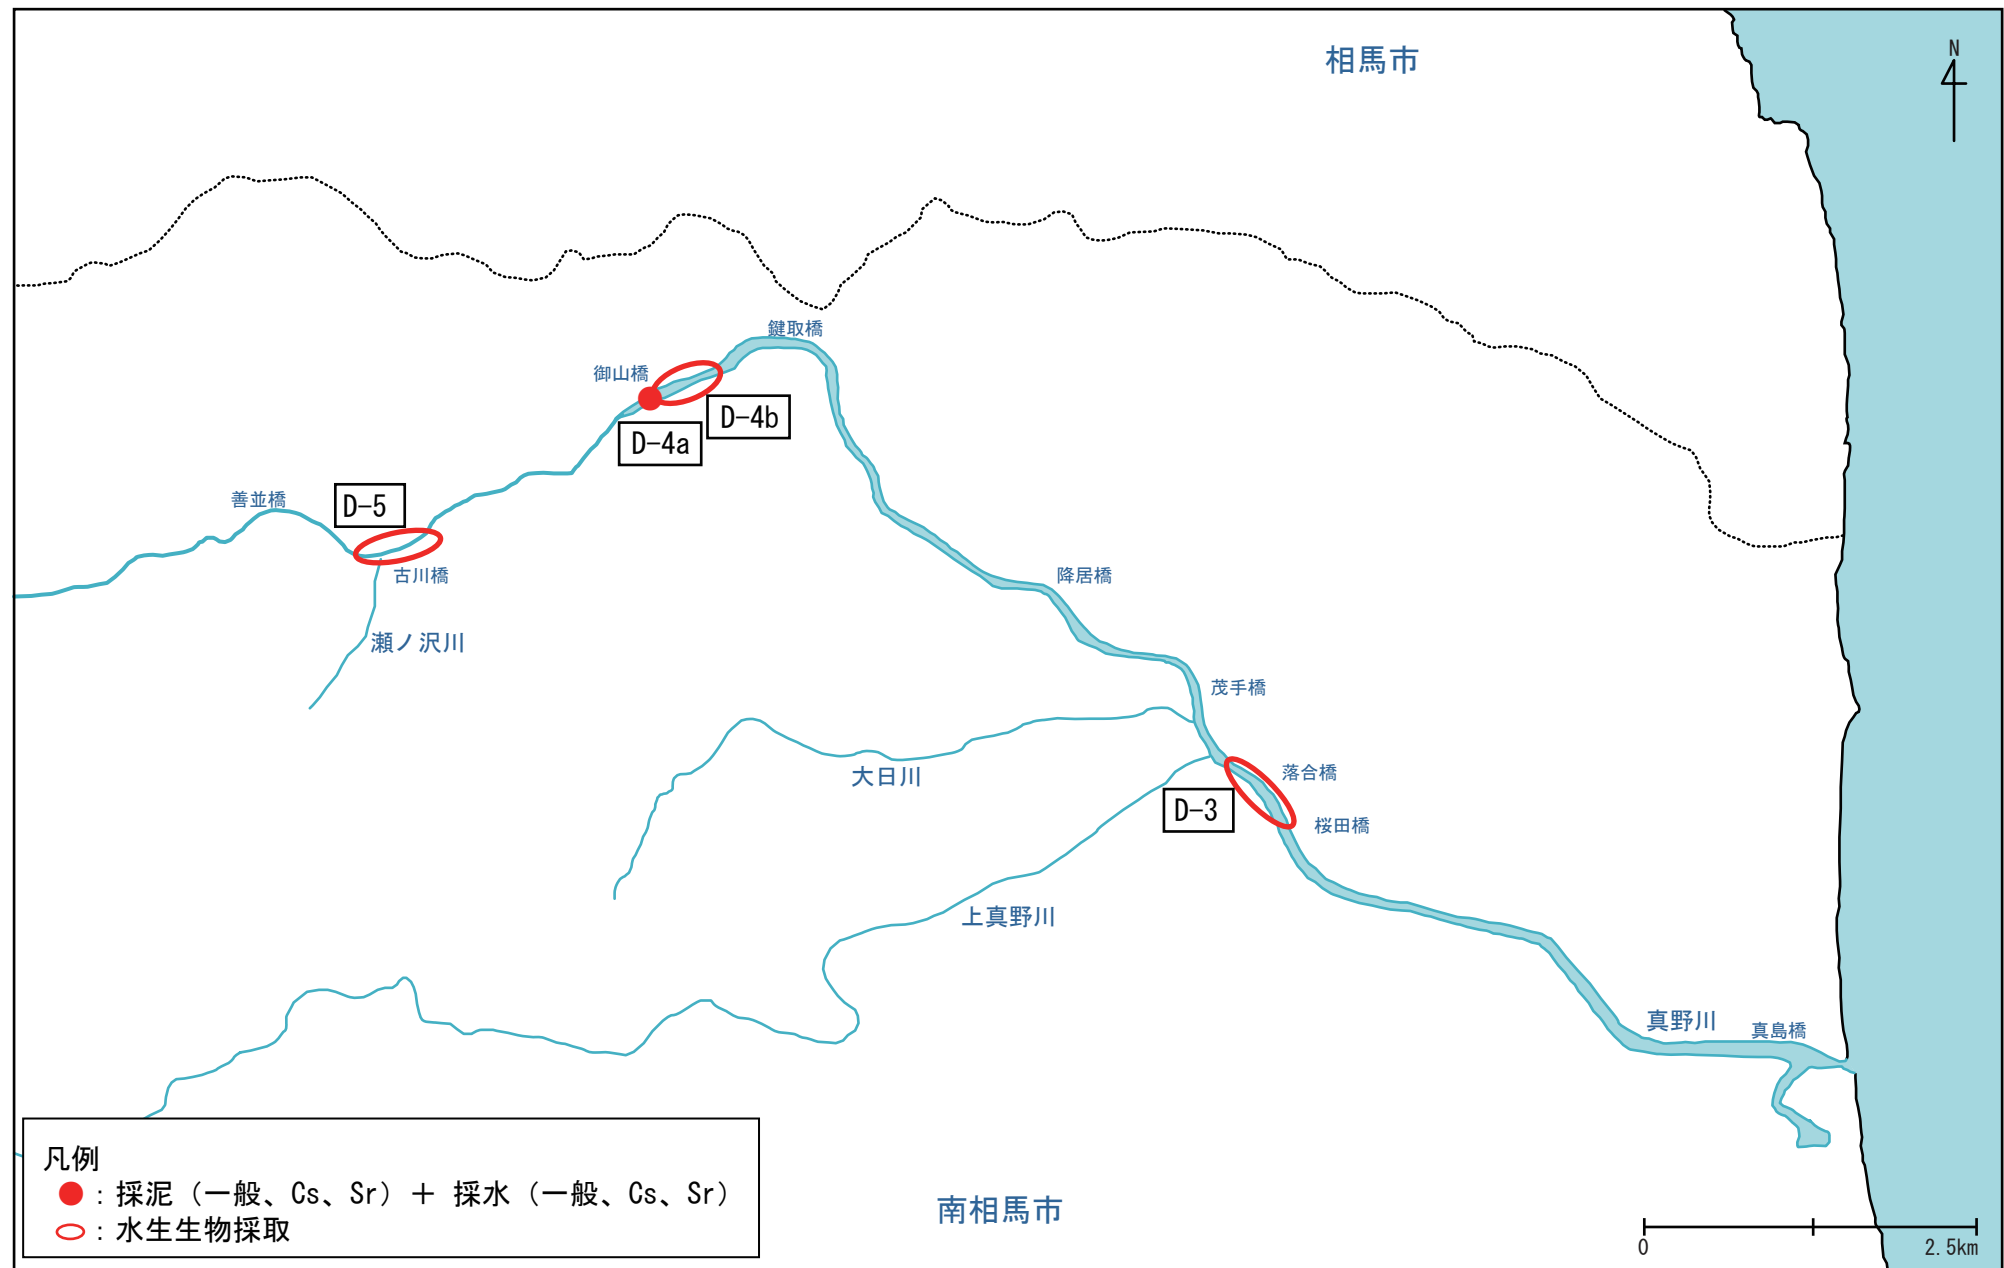 相馬市
N
鍵取橋
御山橋
D-4b
D-4a
善並橋
D-5
古川橋
降居橋
瀬ノ沢川
茂手橋
大日川
落合橋
D-3
桜田橋
上真野川
真野川
真島橋
凡例
：採泥（一般、Cs、Sr）＋ 採水（一般、Cs、Sr）
：水生生物採取
南相馬市
0 2.5km